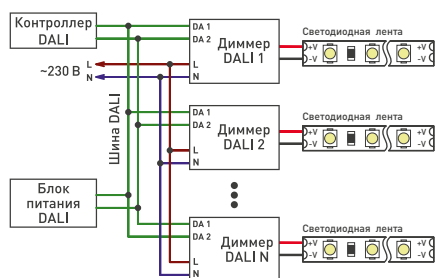 Контроллер
DALI
L
~230 В
N
Шина DALI
Блок
питания
DALI
DA 1
DA 2
L
N
Диммер
DALI 1
Светодиодная лента
+V
-V
+V
-V
DA 1
DA 2
L
N
Диммер
DALI 2
Светодиодная лента
+V
-V
+V
-V
DA 1
DA 2
L
N
Диммер
DALI N
Светодиодная лента
+V
-V
+V
-V